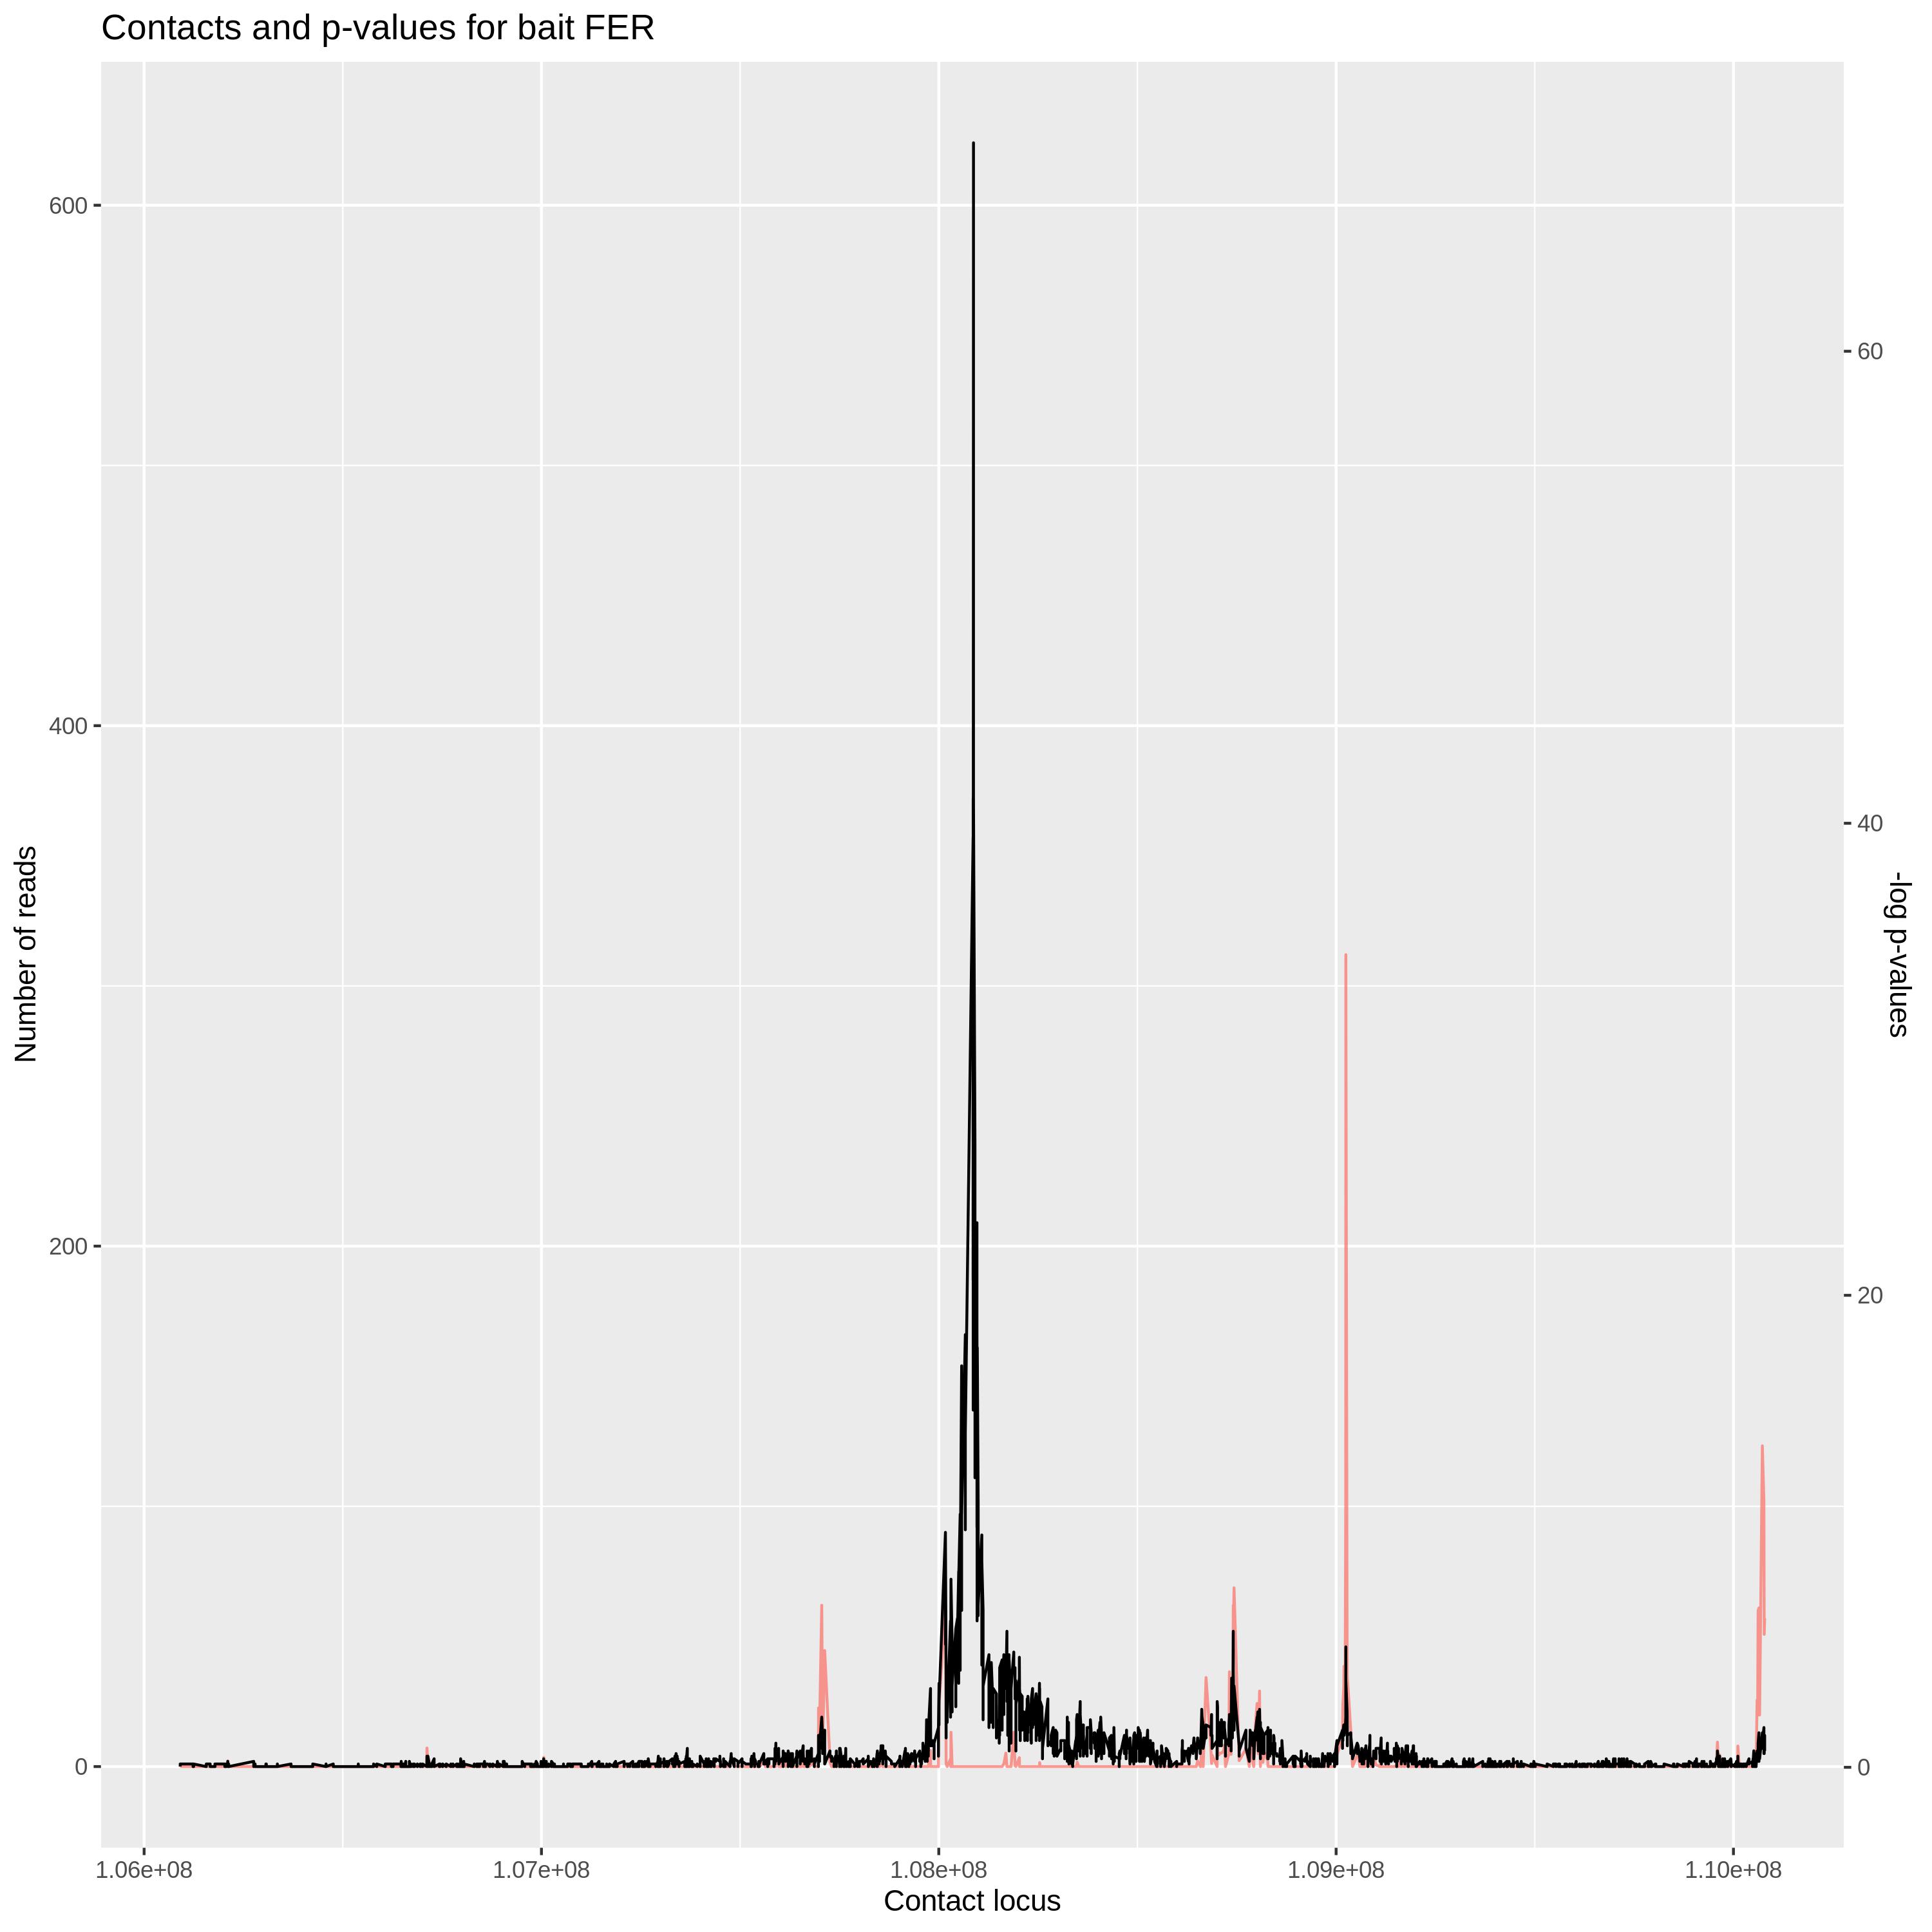 Contacts and p-values for bait FER
600
400
200
0
Number of reads
60
40
20
0
-log p-values
1.06e+08
1.07e+08
1.08e+08
1.09e+08
1.10e+08
Contact locus